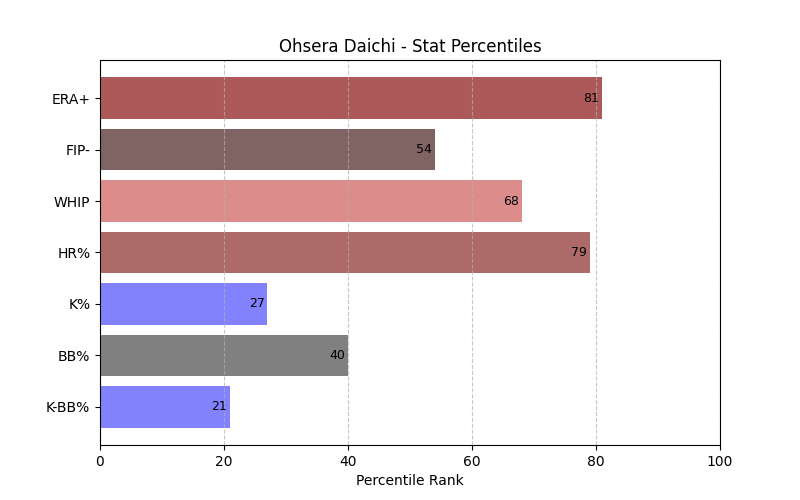 Ohsera Daichi - Stat Percentiles
ERA+ 81
FIP- 54
WHIP 68
HR% 79
K% 27
BB% 40
K-BB% 21
0 20 40 60 80 100
Percentile Rank